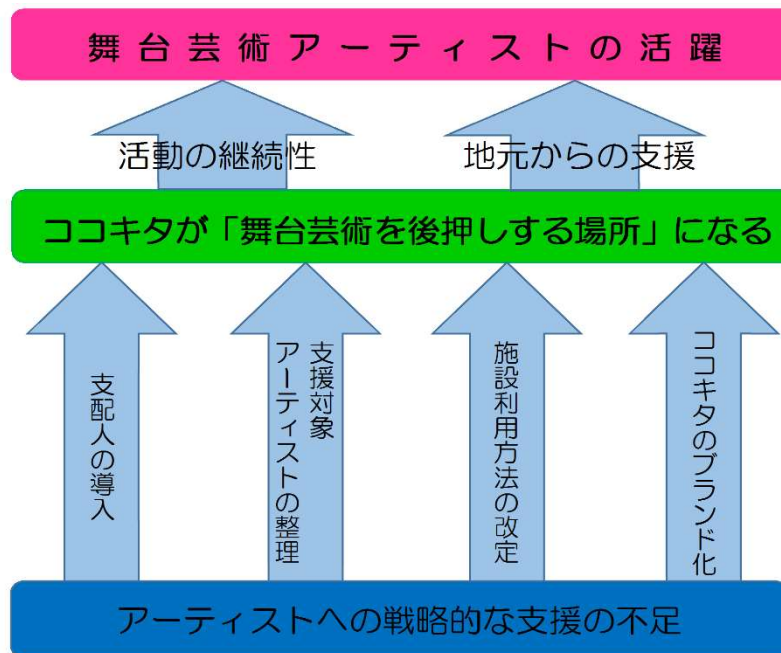 舞台芸術アーティストの活躍
活動の継続性
地元からの支援
ココキタが「舞台芸術を後押しする場所」になる
支配人の導入
支援対象
アーティストの整理
施設利用方法の改定
ココキタのブランド化
アーティストへの戦略的な支援の不足